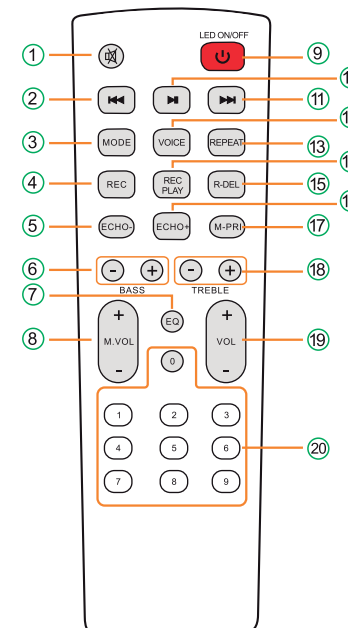 LED ON/OFF
1
9
2
11
3
MODE
VOICE
REPEAT
13
4
REC
REC
PLAY
R-DEL
15
5
ECHO-
ECHO+
M-PRI
17
6
-
+
-
+
18
BASS
TREBLE
7
EQ
8
+
M.VOL
-
+
VOL
-
19
0
1
2
3
4
5
6
20
7
8
9